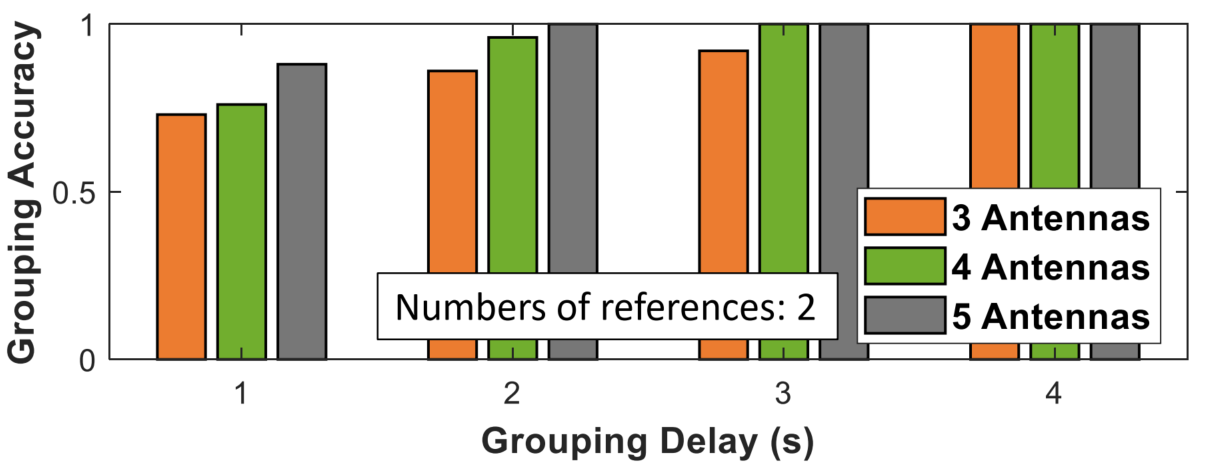 Grouping Accuracy
1
0.5
0
Numbers of references: 2
3 Antennas
4 Antennas
5 Antennas
1 2 3 4
Grouping Delay (s)